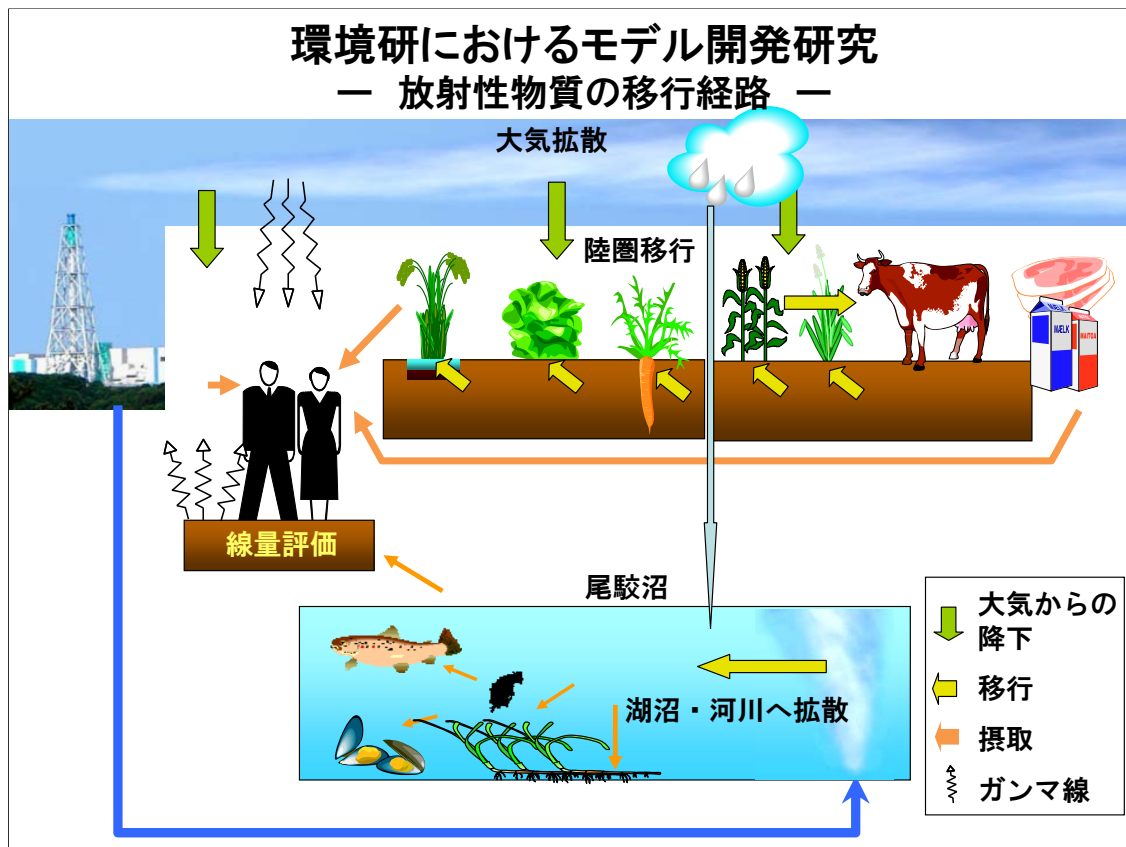 環境研におけるモデル開発研究
― 放射性物質の移行経路 ―
大気拡散
陸圏移行
MÆLK
MAITOA
線量評価
尾駮沼
湖沼・河川へ拡散
大気からの
降下
移行
摂取
ガンマ線